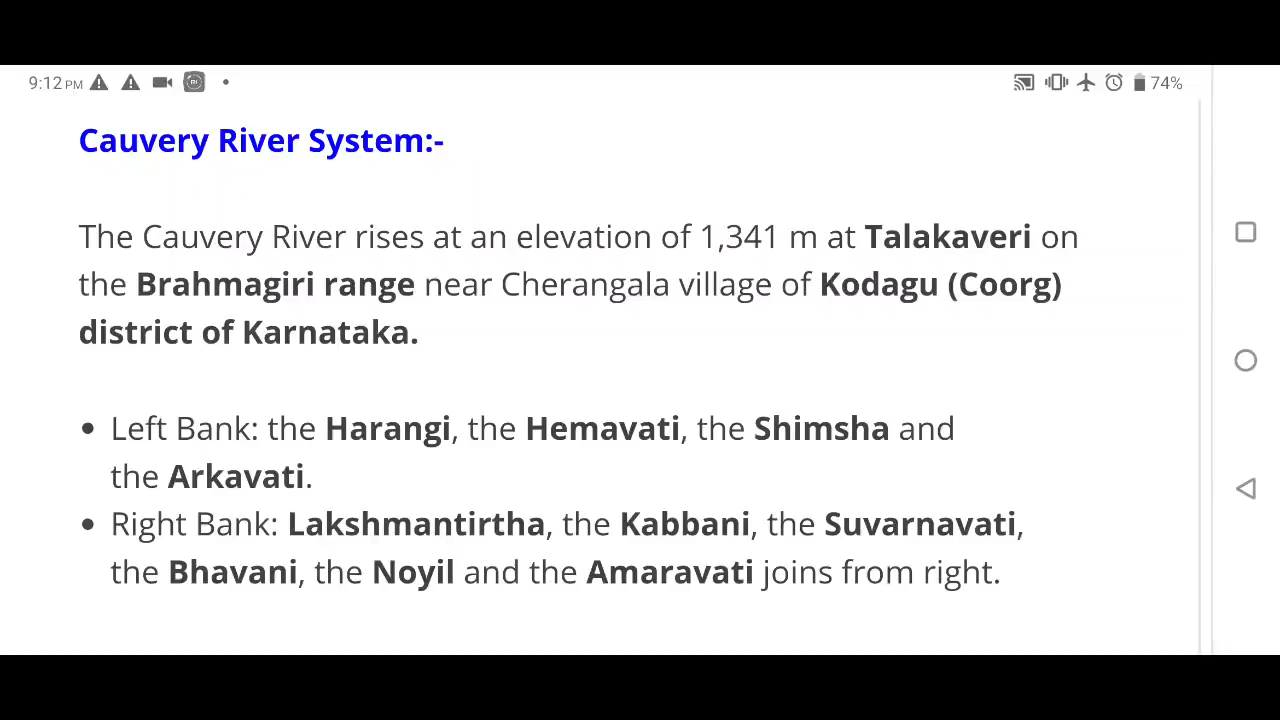 9:12 PM
74%
Cauvery River System:-
The Cauvery River rises at an elevation of 1,341 m at Talakaveri on
the Brahmagiri range near Cherangala village of Kodagu (Coorg)
district of Karnataka.
• Left Bank: the Harangi, the Hemavati, the Shimsha and
the Arkavati.
• Right Bank: Lakshmantirtha, the Kabbani, the Suvarnavati,
the Bhavani, the Noyil and the Amaravati joins from right.